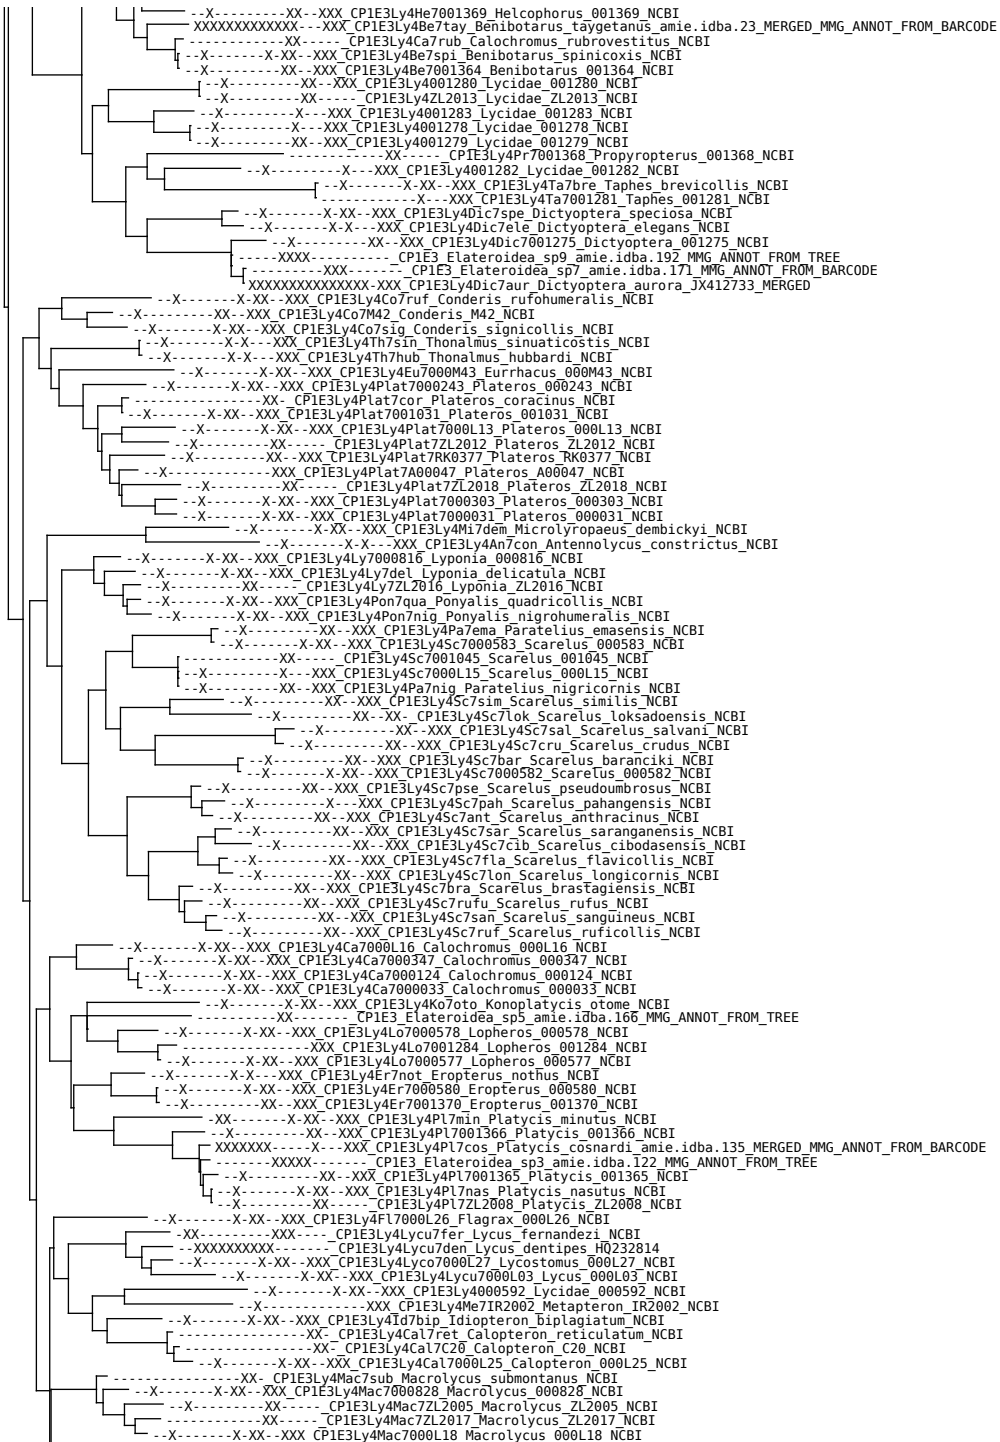 --X---------XX--XXX_CP1E3Ly4He7001369_Helcophorus_001369_NCBI
XXXXXXXXXXXXX---XXX_CP1E3Ly4Be7tay_Benibotarus_taygetanus_amie.idba.23_MERGED_MMG_ANNOT_FROM_BARCODE
------------XX-----_CP1E3Ly4Ca7rub_Calochromus_rubrovestitus_NCBI
--X-------X-XX--XXX_CP1E3Ly4Be7spi_Benibotarus_spinicoxis_NCBI
--X---------XX--XXX_CP1E3Ly4Be7001364_Benibotarus_001364_NCBI
--X---------XX--XXX_CP1E3Ly4001280_Lycidae_001280_NCBI
--X---------XX-----_CP1E3Ly4ZL2013_Lycidae_ZL2013_NCBI
--X---------X---XXX_CP1E3Ly4001283_Lycidae_001283_NCBI
--X---------X---XXX_CP1E3Ly4001278_Lycidae_001278_NCBI
--X---------XX--XXX_CP1E3Ly4001279_Lycidae_001279_NCBI
------------XX-----_CP1E3Ly4Pr7001368_Propyropterus_001368_NCBI
--X---------X---XXX_CP1E3Ly4001282_Lycidae_001282_NCBI
--X-------X-XX--XXX_CP1E3Ly4Ta7bre_Taphes_brevicollis_NCBI
------------X---XXX_CP1E3Ly4Ta7001281_Taphes_001281_NCBI
--X-------X-XX--XXX_CP1E3Ly4Dic7spe_Dictyoptera_speciosa_NCBI
--X-------X-X---XXX_CP1E3Ly4Dic7ele_Dictyoptera_elegans_NCBI
--X---------XX--XXX_CP1E3Ly4Dic7001275_Dictyoptera_001275_NCBI
-----XXXX----------_CP1E3_Elateroidea_sp9_amie.idba.192_MMG_ANNOT_FROM_TREE
----------XXX------_CP1E3_Elateroidea_sp7_amie.idba.171_MMG_ANNOT_FROM_BARCODE
XXXXXXXXXXXXXXX-XXX_CP1E3Ly4Dic7aur_Dictyoptera_aurora_JX412733_MERGED
--X-------X-XX--XXX_CP1E3Ly4Co7ruf_Conderis_rufohumeralis_NCBI
--X---------XX--XXX_CP1E3Ly4Co7M42_Conderis_M42_NCBI
--X-------X-XX--XXX_CP1E3Ly4Co7sig_Conderis_signicollis_NCBI
--X-------X-X---XXX_CP1E3Ly4Th7sin_Thonalmus_sinuaticostis_NCBI
--X-------X-X---XXX_CP1E3Ly4Th7hub_Thonalmus_hubbardi_NCBI
--X-------X-XX--XXX_CP1E3Ly4Eu7000M43_Eurrhacus_000M43_NCBI
--X-------X-XX--XXX_CP1E3Ly4Plat7000243_Plateros_000243_NCBI
----------------XX-_CP1E3Ly4Plat7cor_Plateros_coracinus_NCBI
--X-------X-XX--XXX_CP1E3Ly4Plat7001031_Plateros_001031_NCBI
--X-------X-XX--XXX_CP1E3Ly4Plat7000L13_Plateros_000L13_NCBI
--X---------XX-----_CP1E3Ly4Plat7ZL2012_Plateros_ZL2012_NCBI
--X---------XX--XXX_CP1E3Ly4Plat7RK0377_Plateros_RK0377_NCBI
--X-------------XXX_CP1E3Ly4Plat7A00047_Plateros_A00047_NCBI
--X---------XX-----_CP1E3Ly4Plat7ZL2018_Plateros_ZL2018_NCBI
--X-------X-XX--XXX_CP1E3Ly4Plat7000303_Plateros_000303_NCBI
--X-------X-XX--XXX_CP1E3Ly4Plat7000031_Plateros_000031_NCBI
--X-------X-XX--XXX_CP1E3Ly4Mi7dem_Microlyropaeus_dembickyi_NCBI
--X-------X-X---XXX_CP1E3Ly4An7con_Antennolycus_constrictus_NCBI
--X-------X-XX--XXX_CP1E3Ly4Ly7000816_Lyponia_000816_NCBI
--X-------X-XX--XXX_CP1E3Ly4Ly7del_Lyponia_delicatula_NCBI
--X---------XX-----_CP1E3Ly4Ly7ZL2016_Lyponia_ZL2016_NCBI
--X-------X-XX--XXX_CP1E3Ly4Pon7qua_Ponyalis_quadricollis_NCBI
--X-------X-XX--XXX_CP1E3Ly4Pon7nig_Ponyalis_nigrohumeralis_NCBI
--X---------XX--XXX_CP1E3Ly4Pa7ema_Paratelius_emasensis_NCBI
--X-------X-XX--XXX_CP1E3Ly4Sc7000583_Scarelus_000583_NCBI
------------XX-----_CP1E3Ly4Sc7001045_Scarelus_001045_NCBI
--X---------X---XXX_CP1E3Ly4Sc7000L15_Scarelus_000L15_NCBI
--X---------XX--XXX_CP1E3Ly4Pa7nig_Paratelius_nigricornis_NCBI
--X---------XX--XXX_CP1E3Ly4Sc7sim_Scarelus_similis_NCBI
--X---------XX--XX-_CP1E3Ly4Sc7lok_Scarelus_loksadoensis_NCBI
--X---------XX--XXX_CP1E3Ly4Sc7sal_Scarelus_salvani_NCBI
--X---------XX--XXX_CP1E3Ly4Sc7cru_Scarelus_crudus_NCBI
--X---------XX--XXX_CP1E3Ly4Sc7bar_Scarelus_baranciki_NCBI
--X-------X-XX--XXX_CP1E3Ly4Sc7000582_Scarelus_000582_NCBI
--X---------XX--XXX_CP1E3Ly4Sc7pse_Scarelus_pseudoumbrosus_NCBI
--X---------X---XXX_CP1E3Ly4Sc7pah_Scarelus_pahangensis_NCBI
--X---------XX--XXX_CP1E3Ly4Sc7ant_Scarelus_anthracinus_NCBI
--X---------XX--XXX_CP1E3Ly4Sc7sar_Scarelus_saranganensis_NCBI
--X---------XX--XXX_CP1E3Ly4Sc7cib_Scarelus_cibodasensis_NCBI
--X---------XX--XXX_CP1E3Ly4Sc7fla_Scarelus_flavicollis_NCBI
--X---------XX--XXX_CP1E3Ly4Sc7lon_Scarelus_longicornis_NCBI
--X---------XX--XXX_CP1E3Ly4Sc7bra_Scarelus_brastagiensis_NCBI
--X---------XX--XXX_CP1E3Ly4Sc7rufu_Scarelus_rufus_NCBI
--X---------XX--XXX_CP1E3Ly4Sc7san_Scarelus_sanguineus_NCBI
--X---------XX--XXX_CP1E3Ly4Sc7ruf_Scarelus_ruficollis_NCBI
--X-------X-XX--XXX_CP1E3Ly4Ca7000L16_Calochromus_000L16_NCBI
--X-------X-XX--XXX_CP1E3Ly4Ca7000347_Calochromus_000347_NCBI
--X-------X-XX--XXX_CP1E3Ly4Ca7000124_Calochromus_000124_NCBI
--X-------X-XX--XXX_CP1E3Ly4Ca7000033_Calochromus_000033_NCBI
--X-------X-XX--XXX_CP1E3Ly4Ko7oto_Konoplatycis_otome_NCBI
-----------XX------_CP1E3_Elateroidea_sp5_amie.idba.166_MMG_ANNOT_FROM_TREE
--X-------X-XX--XXX_CP1E3Ly4Lo7000578_Lopheros_000578_NCBI
----------------XXX_CP1E3Ly4Lo7001284_Lopheros_001284_NCBI
--X-------X-XX--XXX_CP1E3Ly4Lo7000577_Lopheros_000577_NCBI
--X-------X-X---XXX_CP1E3Ly4Er7not_Eropterus_nothus_NCBI
--X-------X-XX--XXX_CP1E3Ly4Er7000580_Eropterus_000580_NCBI
--X---------XX--XXX_CP1E3Ly4Er7001370_Eropterus_001370_NCBI
-XX-------X-XX--XXX_CP1E3Ly4Pl7min_Platycis_minutus_NCBI
--X---------XX--XXX_CP1E3Ly4Pl7001366_Platycis_001366_NCBI
XXXXXXX-----X---XXX_CP1E3Ly4Pl7cos_Platycis_cosnardi_amie.idba.135_MERGED_MMG_ANNOT_FROM_BARCODE
-------XXXXX-------_CP1E3_Elateroidea_sp3_amie.idba.122_MMG_ANNOT_FROM_TREE
--X---------XX--XXX_CP1E3Ly4Pl7001365_Platycis_001365_NCBI
--X-------X-XX--XXX_CP1E3Ly4Pl7nas_Platycis_nasutus_NCBI
--X---------XX-----_CP1E3Ly4Pl7ZL2008_Platycis_ZL2008_NCBI
--X-------X-XX--XXX_CP1E3Ly4Fl7000L26_Flagrax_000L26_NCBI
-XX---------XXX----_CP1E3Ly4Lycu7fer_Lycus_fernandezi_NCBI
--XXXXXXXXXX-------_CP1E3Ly4Lycu7den_Lycus_dentipes_HQ232814
--X-------X-XX--XXX_CP1E3Ly4Lyco7000L27_Lycostomus_000L27_NCBI
--X-------X-XX--XXX_CP1E3Ly4Lycu7000L03_Lycus_000L03_NCBI
--X-------X-XX--XXX_CP1E3Ly4000592_Lycidae_000592_NCBI
--X-------------XXX_CP1E3Ly4Me7IR2002_Metapteron_IR2002_NCBI
--X-------X-XX--XXX_CP1E3Ly4Id7bip_Idiopteron_biplagiatum_NCBI
----------------XX-_CP1E3Ly4Cal7ret_Calopteron_reticulatum_NCBI
----------------XX-_CP1E3Ly4Cal7C20_Calopteron_C20_NCBI
--X-------X-XX--XXX_CP1E3Ly4Cal7000L25_Calopteron_000L25_NCBI
----------------XX-_CP1E3Ly4Mac7sub_Macrolycus_submontanus_NCBI
--X-------X-XX--XXX_CP1E3Ly4Mac7000828_Macrolycus_000828_NCBI
--X---------XX-----_CP1E3Ly4Mac7ZL2005_Macrolycus_ZL2005_NCBI
------------XX-----_CP1E3Ly4Mac7ZL2017_Macrolycus_ZL2017_NCBI
--X-------X-XX--XXX_CP1E3Ly4Mac7000L18_Macrolycus_000L18_NCBI